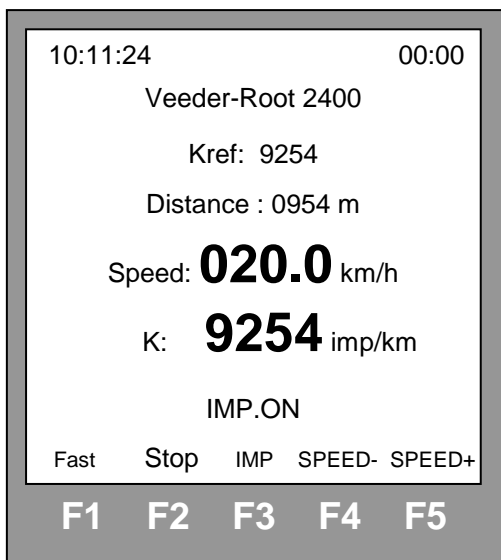 10:11:24 00:00
Veeder-Root 2400
Kref: 9254
Distance : 0954 m
Speed: 020.0 km/h
K: 9254 imp/km
IMP.ON
Fast Stop IMP SPEED- SPEED+
F1 F2 F3 F4 F5